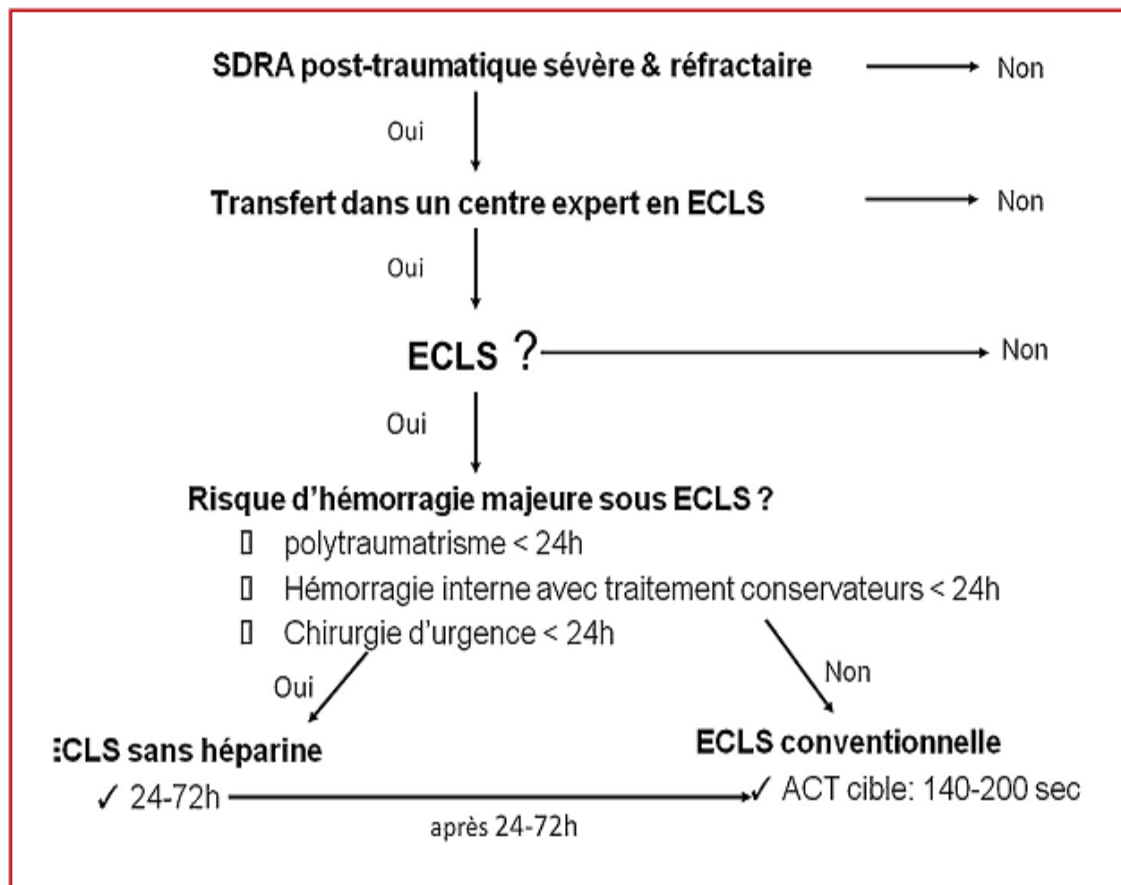 SDRA post-traumatique sévère & réfractaire
Non
Oui
Transfert dans un centre expert en ECLS
Non
Oui
ECLS ?
Non
Oui
Risque d'hémorragie majeure sous ECLS ?
polytraumatrisme < 24h
Hémorragie interne avec traitement conservateurs < 24h
Chirurgie d'urgence < 24h
Oui
Non
ECLS sans héparine
ECLS conventionnelle
✓ 24-72h
✓ ACT cible: 140-200 sec
après 24-72h